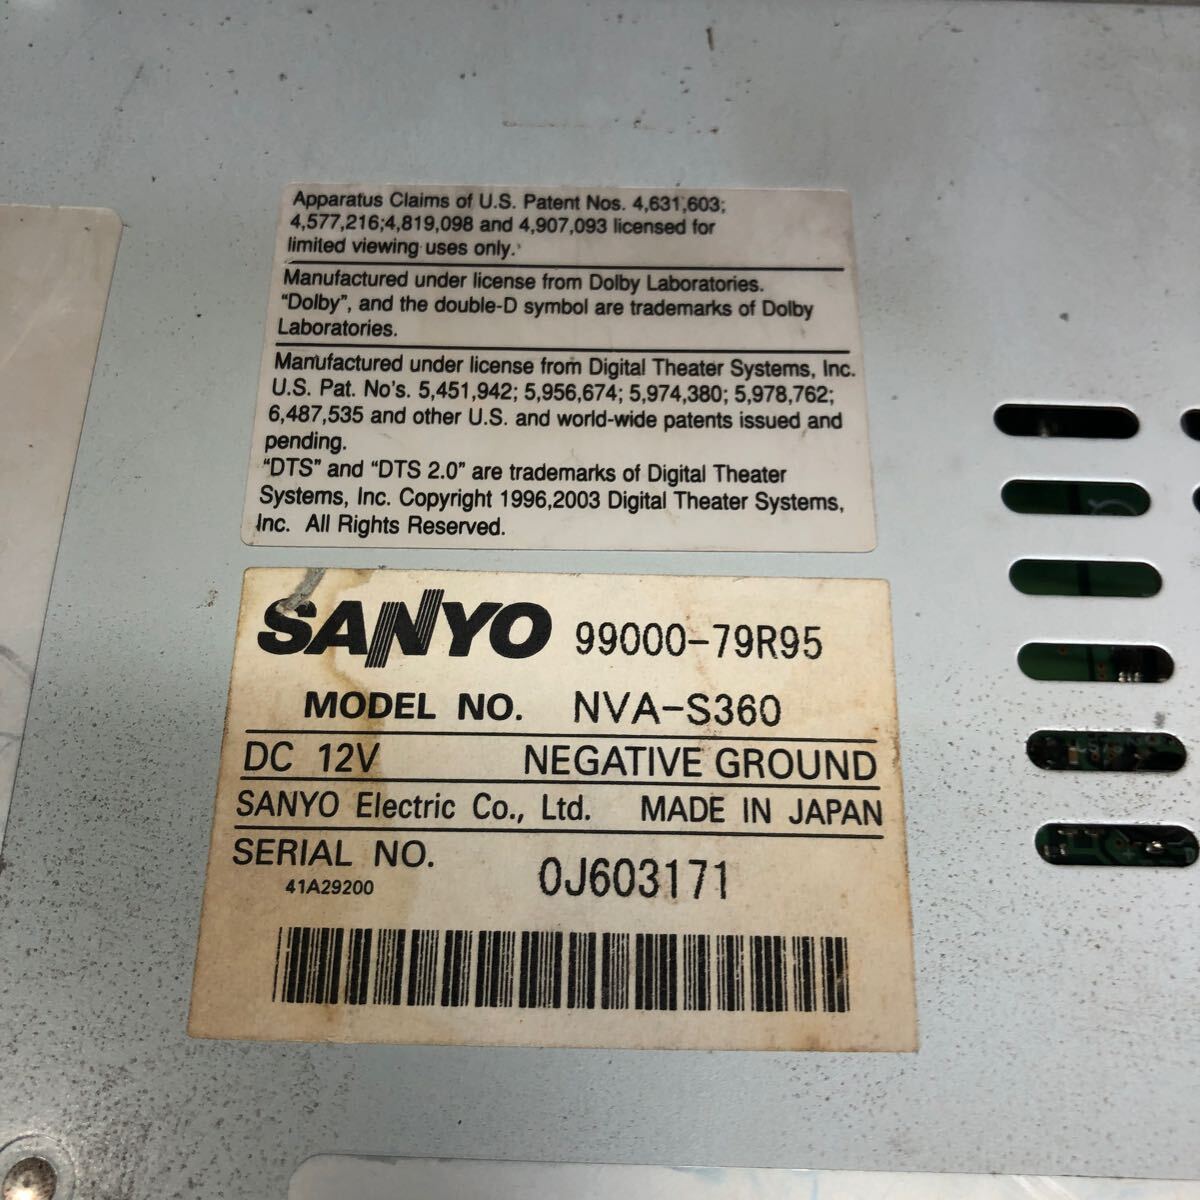 Apparatus Claims of U.S. Patent Nos. 4,631,603;
4,577,216;4,819,098 and 4,907,093 licensed for
limited viewing uses only.
Manufactured under license from Dolby Laboratories.
"Dolby", and the double-D symbol are trademarks of Dolby
Laboratories.
Manufactured under license from Digital Theater Systems, Inc.
U.S. Pat. No's. 5,451,942; 5,956,674; 5,974,380; 5,978,762;
6,487,535 and other U.S. and world-wide patents issued and
pending.
"DTS" and "DTS 2.0" are trademarks of Digital Theater
Systems, Inc. Copyright 1996,2003 Digital Theater Systems,
Inc. All Rights Reserved.
SANYO 99000-79R95
MODEL NO. NVA-S360
DC 12V NEGATIVE GROUND
SANYO Electric Co., Ltd. MADE IN JAPAN
SERIAL NO. 0J603171
41A29200